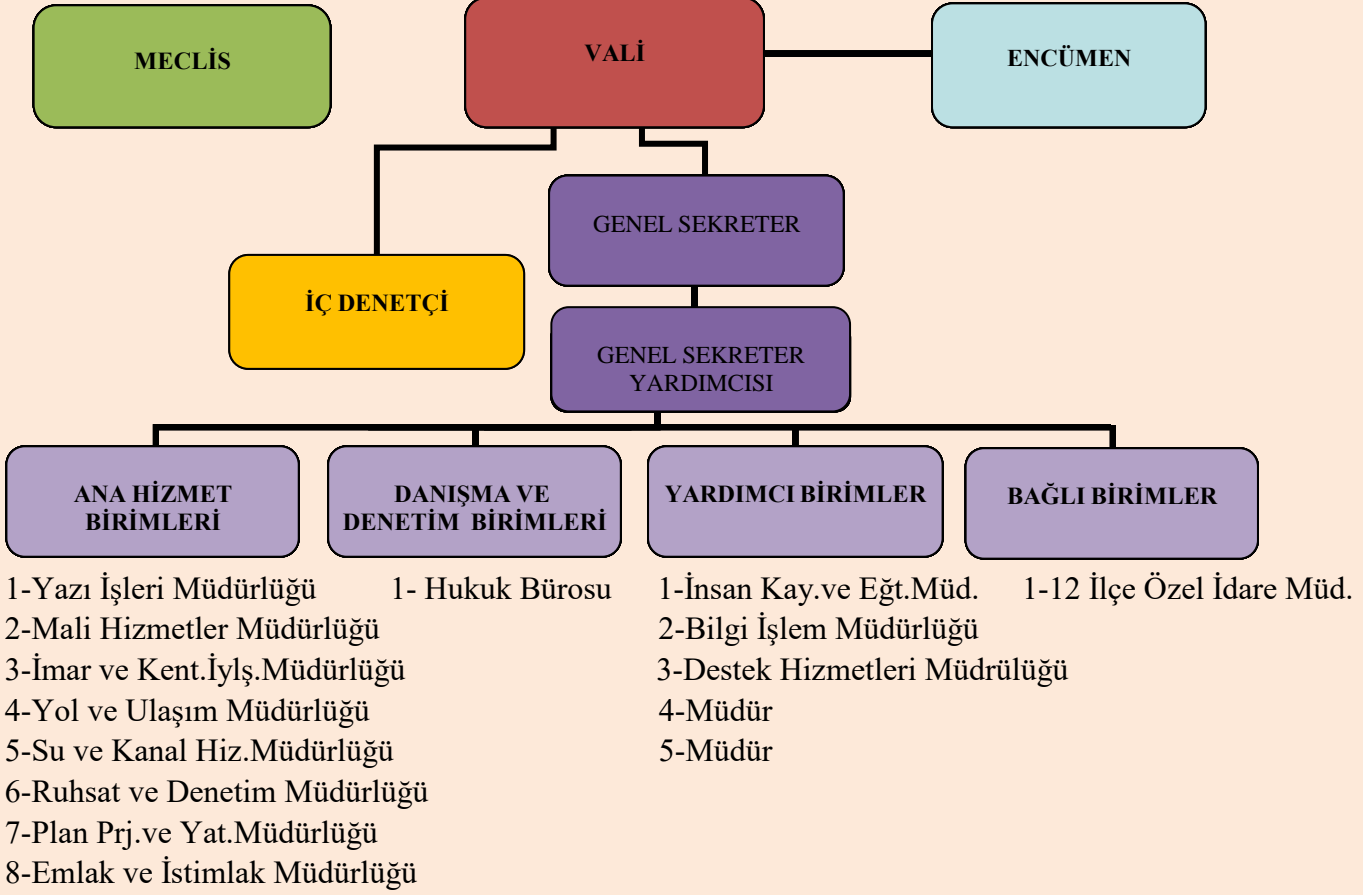 MECLİS
VALİ
ENCÜMEN
GENEL SEKRETER
İÇ DENETÇİ
GENEL SEKRETER
YARDIMCISI
ANA HİZMET
BİRİMLERİ
DANIŞMA VE
DENETİM BİRİMLERİ
YARDIMCI BİRİMLER
BAĞLI BİRİMLER
1-Yazı İşleri Müdürlüğü
2-Mali Hizmetler Müdürlüğü
3-İmar ve Kent.İylş.Müdürlüğü
4-Yol ve Ulaşım Müdürlüğü
5-Su ve Kanal Hiz.Müdürlüğü
6-Ruhsat ve Denetim Müdürlüğü
7-Plan Prj.ve Yat.Müdürlüğü
8-Emlak ve İstimlak Müdürlüğü
1- Hukuk Bürosu
1-İnsan Kay.ve Eğt.Müd.
2-Bilgi İşlem Müdürlüğü
3-Destek Hizmetleri Müdrülüğü
4-Müdür
5-Müdür
1-12 İlçe Özel İdare Müd.